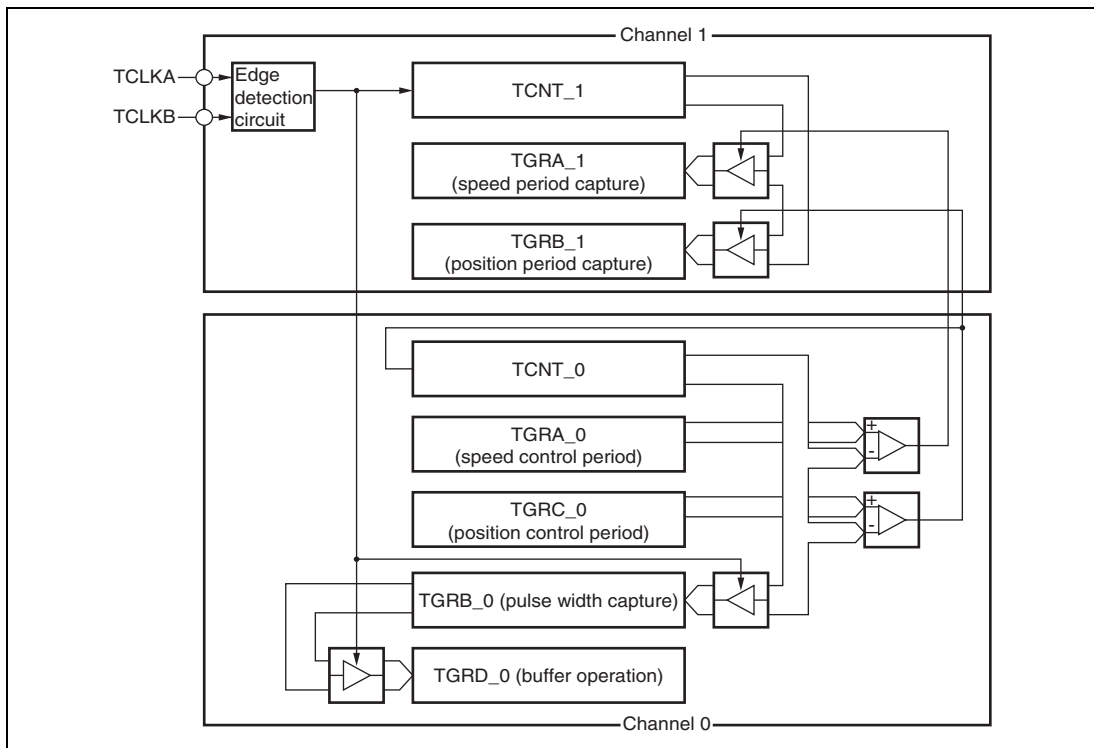 Channel 1
TCLKA
TCLKB
Edge
detection
circuit
TCNT_1
TGRA_1
(speed period capture)
TGRB_1
(position period capture)
TCNT_0
TGRA_0
(speed control period)
+
-
TGRC_0
(position control period)
+
-
TGRB_0 (pulse width capture)
TGRD_0 (buffer operation)
Channel 0